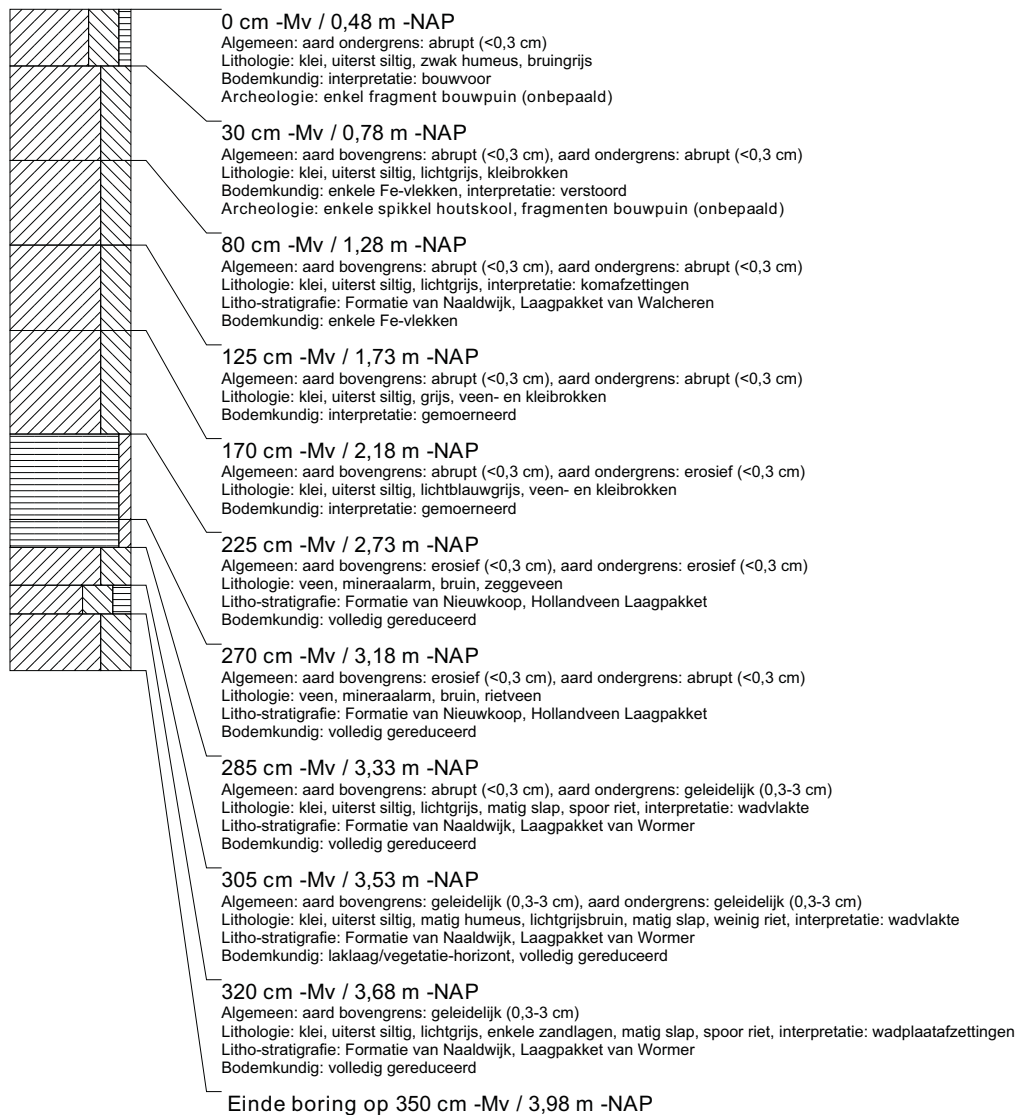 0 cm -Mv / 0,48 m -NAP
Algemeen: aard ondergrens: abrupt (<0,3 cm)
Lithologie: klei, uiterst siltig, zwak humeus, bruingrijs
Bodemkundig: interpretatie: bouwvoor
Archeologie: enkel fragment bouwpuin (onbepaald)
30 cm -Mv / 0,78 m -NAP
Algemeen: aard bovengrens: abrupt (<0,3 cm), aard ondergrens: abrupt (<0,3 cm)
Lithologie: klei, uiterst siltig, lichtgrijs, kleibrokken
Bodemkundig: enkele Fe-vlekken, interpretatie: verstoord
Archeologie: enkele spikkel houtskool, fragmenten bouwpuin (onbepaald)
80 cm -Mv / 1,28 m -NAP
Algemeen: aard bovengrens: abrupt (<0,3 cm), aard ondergrens: abrupt (<0,3 cm)
Lithologie: klei, uiterst siltig, lichtgrijs, interpretatie: komafzettingen
Litho-stratigrafie: Formatie van Naaldwijk, Laagpakket van Walcheren
Bodemkundig: enkele Fe-vlekken
125 cm -Mv / 1,73 m -NAP
Algemeen: aard bovengrens: abrupt (<0,3 cm), aard ondergrens: abrupt (<0,3 cm)
Lithologie: klei, uiterst siltig, grijs, veen- en kleibrokken
Bodemkundig: interpretatie: gemoerneerd
170 cm -Mv / 2,18 m -NAP
Algemeen: aard bovengrens: abrupt (<0,3 cm), aard ondergrens: erosief (<0,3 cm)
Lithologie: klei, uiterst siltig, lichtblauwgrijs, veen- en kleibrokken
Bodemkundig: interpretatie: gemoerneerd
225 cm -Mv / 2,73 m -NAP
Algemeen: aard bovengrens: erosief (<0,3 cm), aard ondergrens: erosief (<0,3 cm)
Lithologie: veen, mineraalarm, bruin, zeggeveen
Litho-stratigrafie: Formatie van Nieuwkoop, Hollandveen Laagpakket
Bodemkundig: volledig gereduceerd
270 cm -Mv / 3,18 m -NAP
Algemeen: aard bovengrens: erosief (<0,3 cm), aard ondergrens: abrupt (<0,3 cm)
Lithologie: veen, mineraalarm, bruin, rietveen
Litho-stratigrafie: Formatie van Nieuwkoop, Hollandveen Laagpakket
Bodemkundig: volledig gereduceerd
285 cm -Mv / 3,33 m -NAP
Algemeen: aard bovengrens: abrupt (<0,3 cm), aard ondergrens: geleidelijk (0,3-3 cm)
Lithologie: klei, uiterst siltig, lichtgrijs, matig slap, spoor riet, interpretatie: wadvlakte
Litho-stratigrafie: Formatie van Naaldwijk, Laagpakket van Wormer
Bodemkundig: volledig gereduceerd
305 cm -Mv / 3,53 m -NAP
Algemeen: aard bovengrens: geleidelijk (0,3-3 cm), aard ondergrens: geleidelijk (0,3-3 cm)
Lithologie: klei, uiterst siltig, matig humeus, lichtgrijsbruin, matig slap, weinig riet, interpretatie: wadvlakte
Litho-stratigrafie: Formatie van Naaldwijk, Laagpakket van Wormer
Bodemkundig: laklaag/vegetatie-horizont, volledig gereduceerd
320 cm -Mv / 3,68 m -NAP
Algemeen: aard bovengrens: geleidelijk (0,3-3 cm)
Lithologie: klei, uiterst siltig, lichtgrijs, enkele zandlagen, matig slap, spoor riet, interpretatie: wadplaatafzettingen
Litho-stratigrafie: Formatie van Naaldwijk, Laagpakket van Wormer
Bodemkundig: volledig gereduceerd
Einde boring op 350 cm -Mv / 3,98 m -NAP